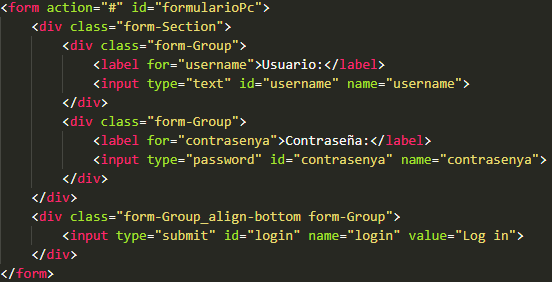 <form action="#" id="formularioPc">
    <div class="form-Section">
        <div class="form-Group">
            <label for="username">Usuario:</label>
            <input type="text" id="username" name="username">
        </div>
        <div class="form-Group">
            <label for="contrasenya">Contraseña:</label>
            <input type="password" id="contrasenya" name="contrasenya">
        </div>
    </div>
    <div class="form-Group_align-bottom form-Group">
        <input type="submit" id="login" name="login" value="Log in">
    </div>
</form>